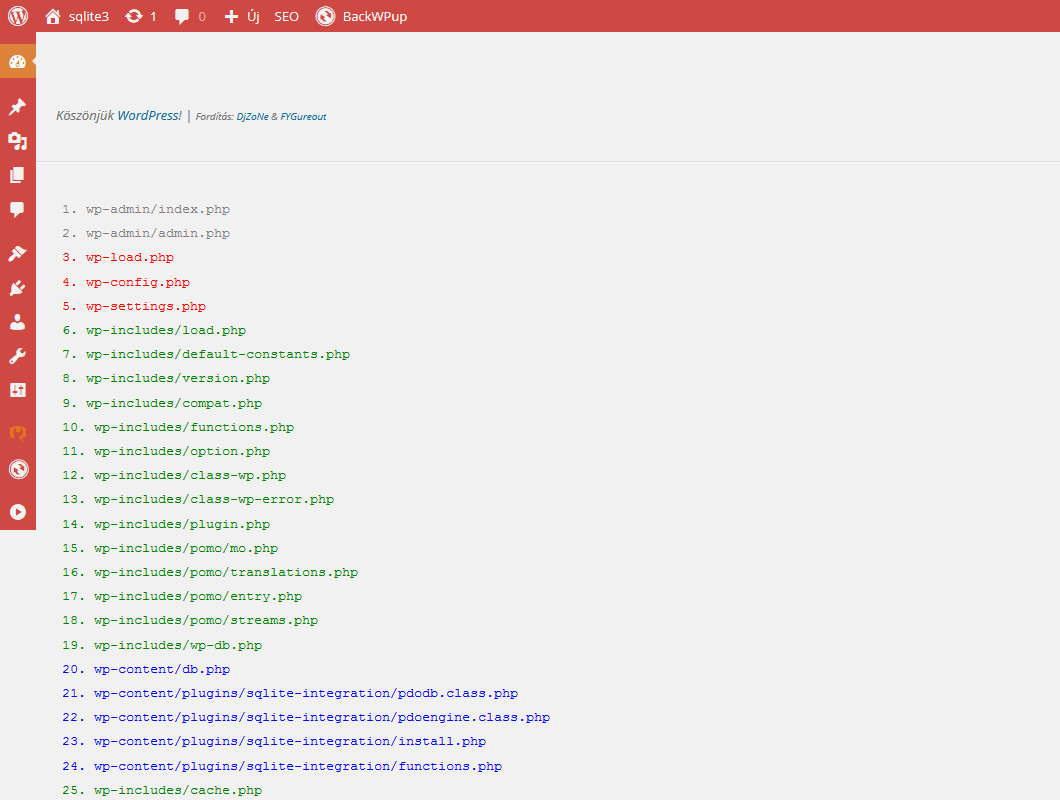 sqlite3 1 0 Új SEO BackWPup
Köszönjük WordPress! | Fordítás: DjZoNe & FYGureout
1. wp-admin/index.php
2. wp-admin/admin.php
3. wp-load.php
4. wp-config.php
5. wp-settings.php
6. wp-includes/load.php
7. wp-includes/default-constants.php
8. wp-includes/version.php
9. wp-includes/compat.php
10. wp-includes/functions.php
11. wp-includes/option.php
12. wp-includes/class-wp.php
13. wp-includes/class-wp-error.php
14. wp-includes/plugin.php
15. wp-includes/pomo/mo.php
16. wp-includes/pomo/translations.php
17. wp-includes/pomo/entry.php
18. wp-includes/pomo/streams.php
19. wp-includes/wp-db.php
20. wp-content/db.php
21. wp-content/plugins/sqlite-integration/pdodb.class.php
22. wp-content/plugins/sqlite-integration/pdoengine.class.php
23. wp-content/plugins/sqlite-integration/install.php
24. wp-content/plugins/sqlite-integration/functions.php
25. wp-includes/cache.php